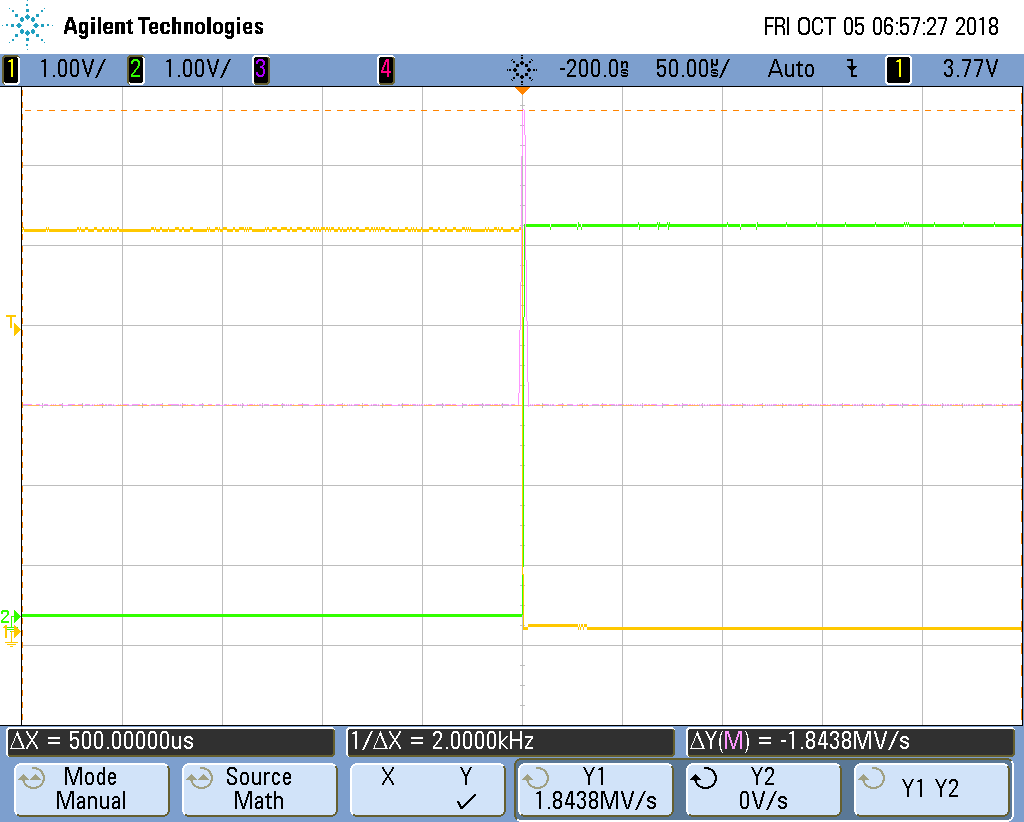 Agilent Technologies
FRI OCT 05 06:57:27 2018
1 1.00V/ 2 1.00V/ 3 4 -200.0ns 50.00us/ Auto 1 3.77V
T
2
1
ΔX = 500.00000us
1/ΔX = 2.0000kHz
ΔY(M) = -1.8438MV/s
Mode
Manual
Source
Math
X Y
✓
Y1
1.8438MV/s
Y2
0V/s
Y1 Y2